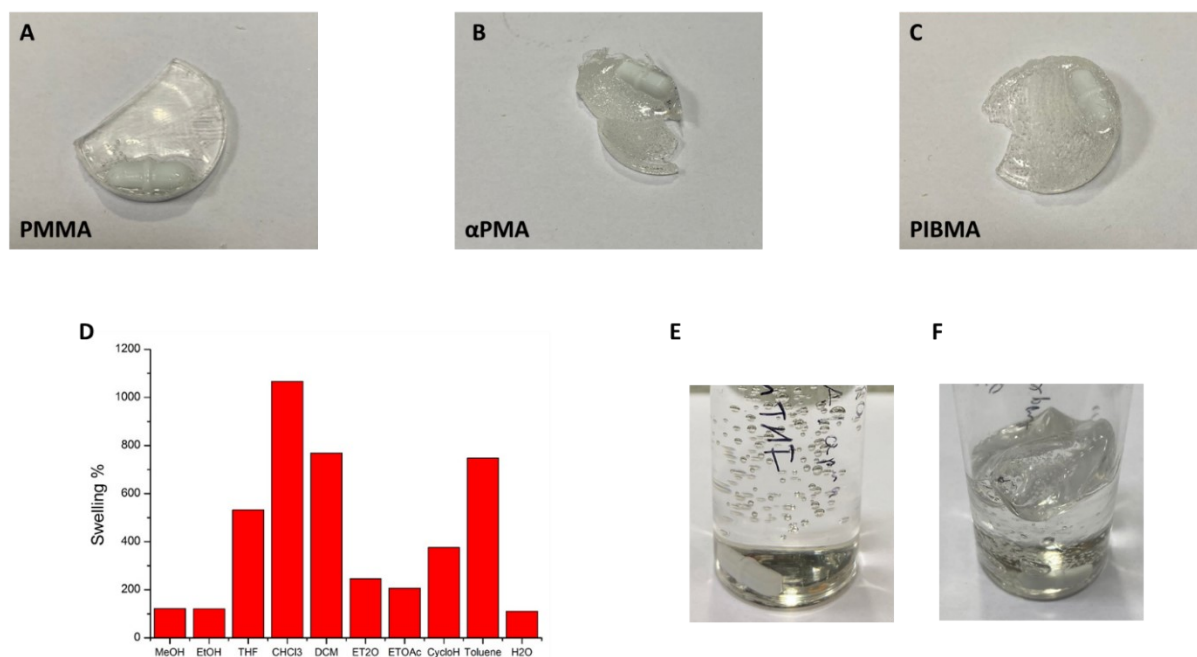 A
PMMA
B
αPMA
C
PIBMA
D
1200
1000
800
600
400
200
0
Swelling %
MeOH EtOH THF CHCl3 DCM ET2O ETOAc CycloH Toluene H2O
E
TMI
F